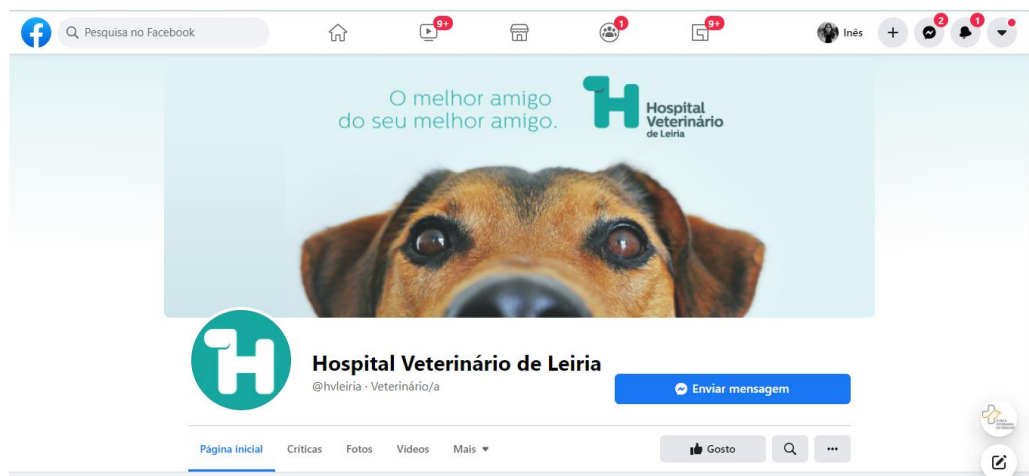 Pesquisa no Facebook
9+
1
9+
Inês
2
1
O melhor amigo
do seu melhor amigo.
Hospital
Veterinário
de Leiria
Hospital Veterinário de Leiria
@hvleiria · Veterinário/a
Enviar mensagem
Página inicial
Críticas
Fotos
Vídeos
Mais
Gosto